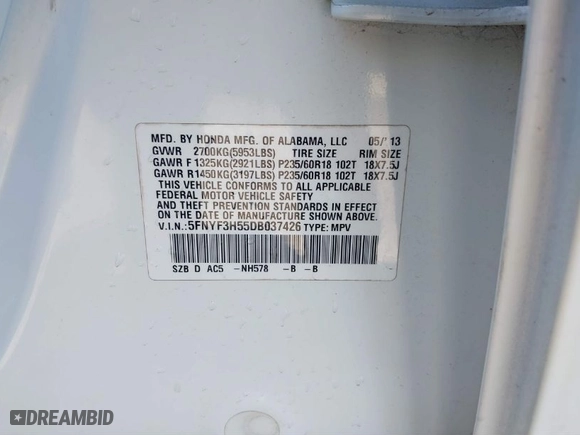 MFD. BY HONDA MFG. OF ALABAMA, LLC 05/'13
GVWR 2700KG(5953LBS) TIRE SIZE RIM SIZE
GAWR F 1325KG(2921LBS) P235/60R18 102T 18X7.5J
GAWR R1450KG(3197LBS) P235/60R18 102T 18X7.5J
THIS VEHICLE CONFORMS TO ALL APPLICABLE
FEDERAL MOTOR VEHICLE SAFETY
AND THEFT PREVENTION STANDARDS IN EFFECT ON
THE DATE OF MANUFACTURE SHOWN ABOVE.
V.I.N.: 5FNYF3H55DB037426 TYPE: MPV
SZB D AC5 -NH578 -B -B
DREAMBID